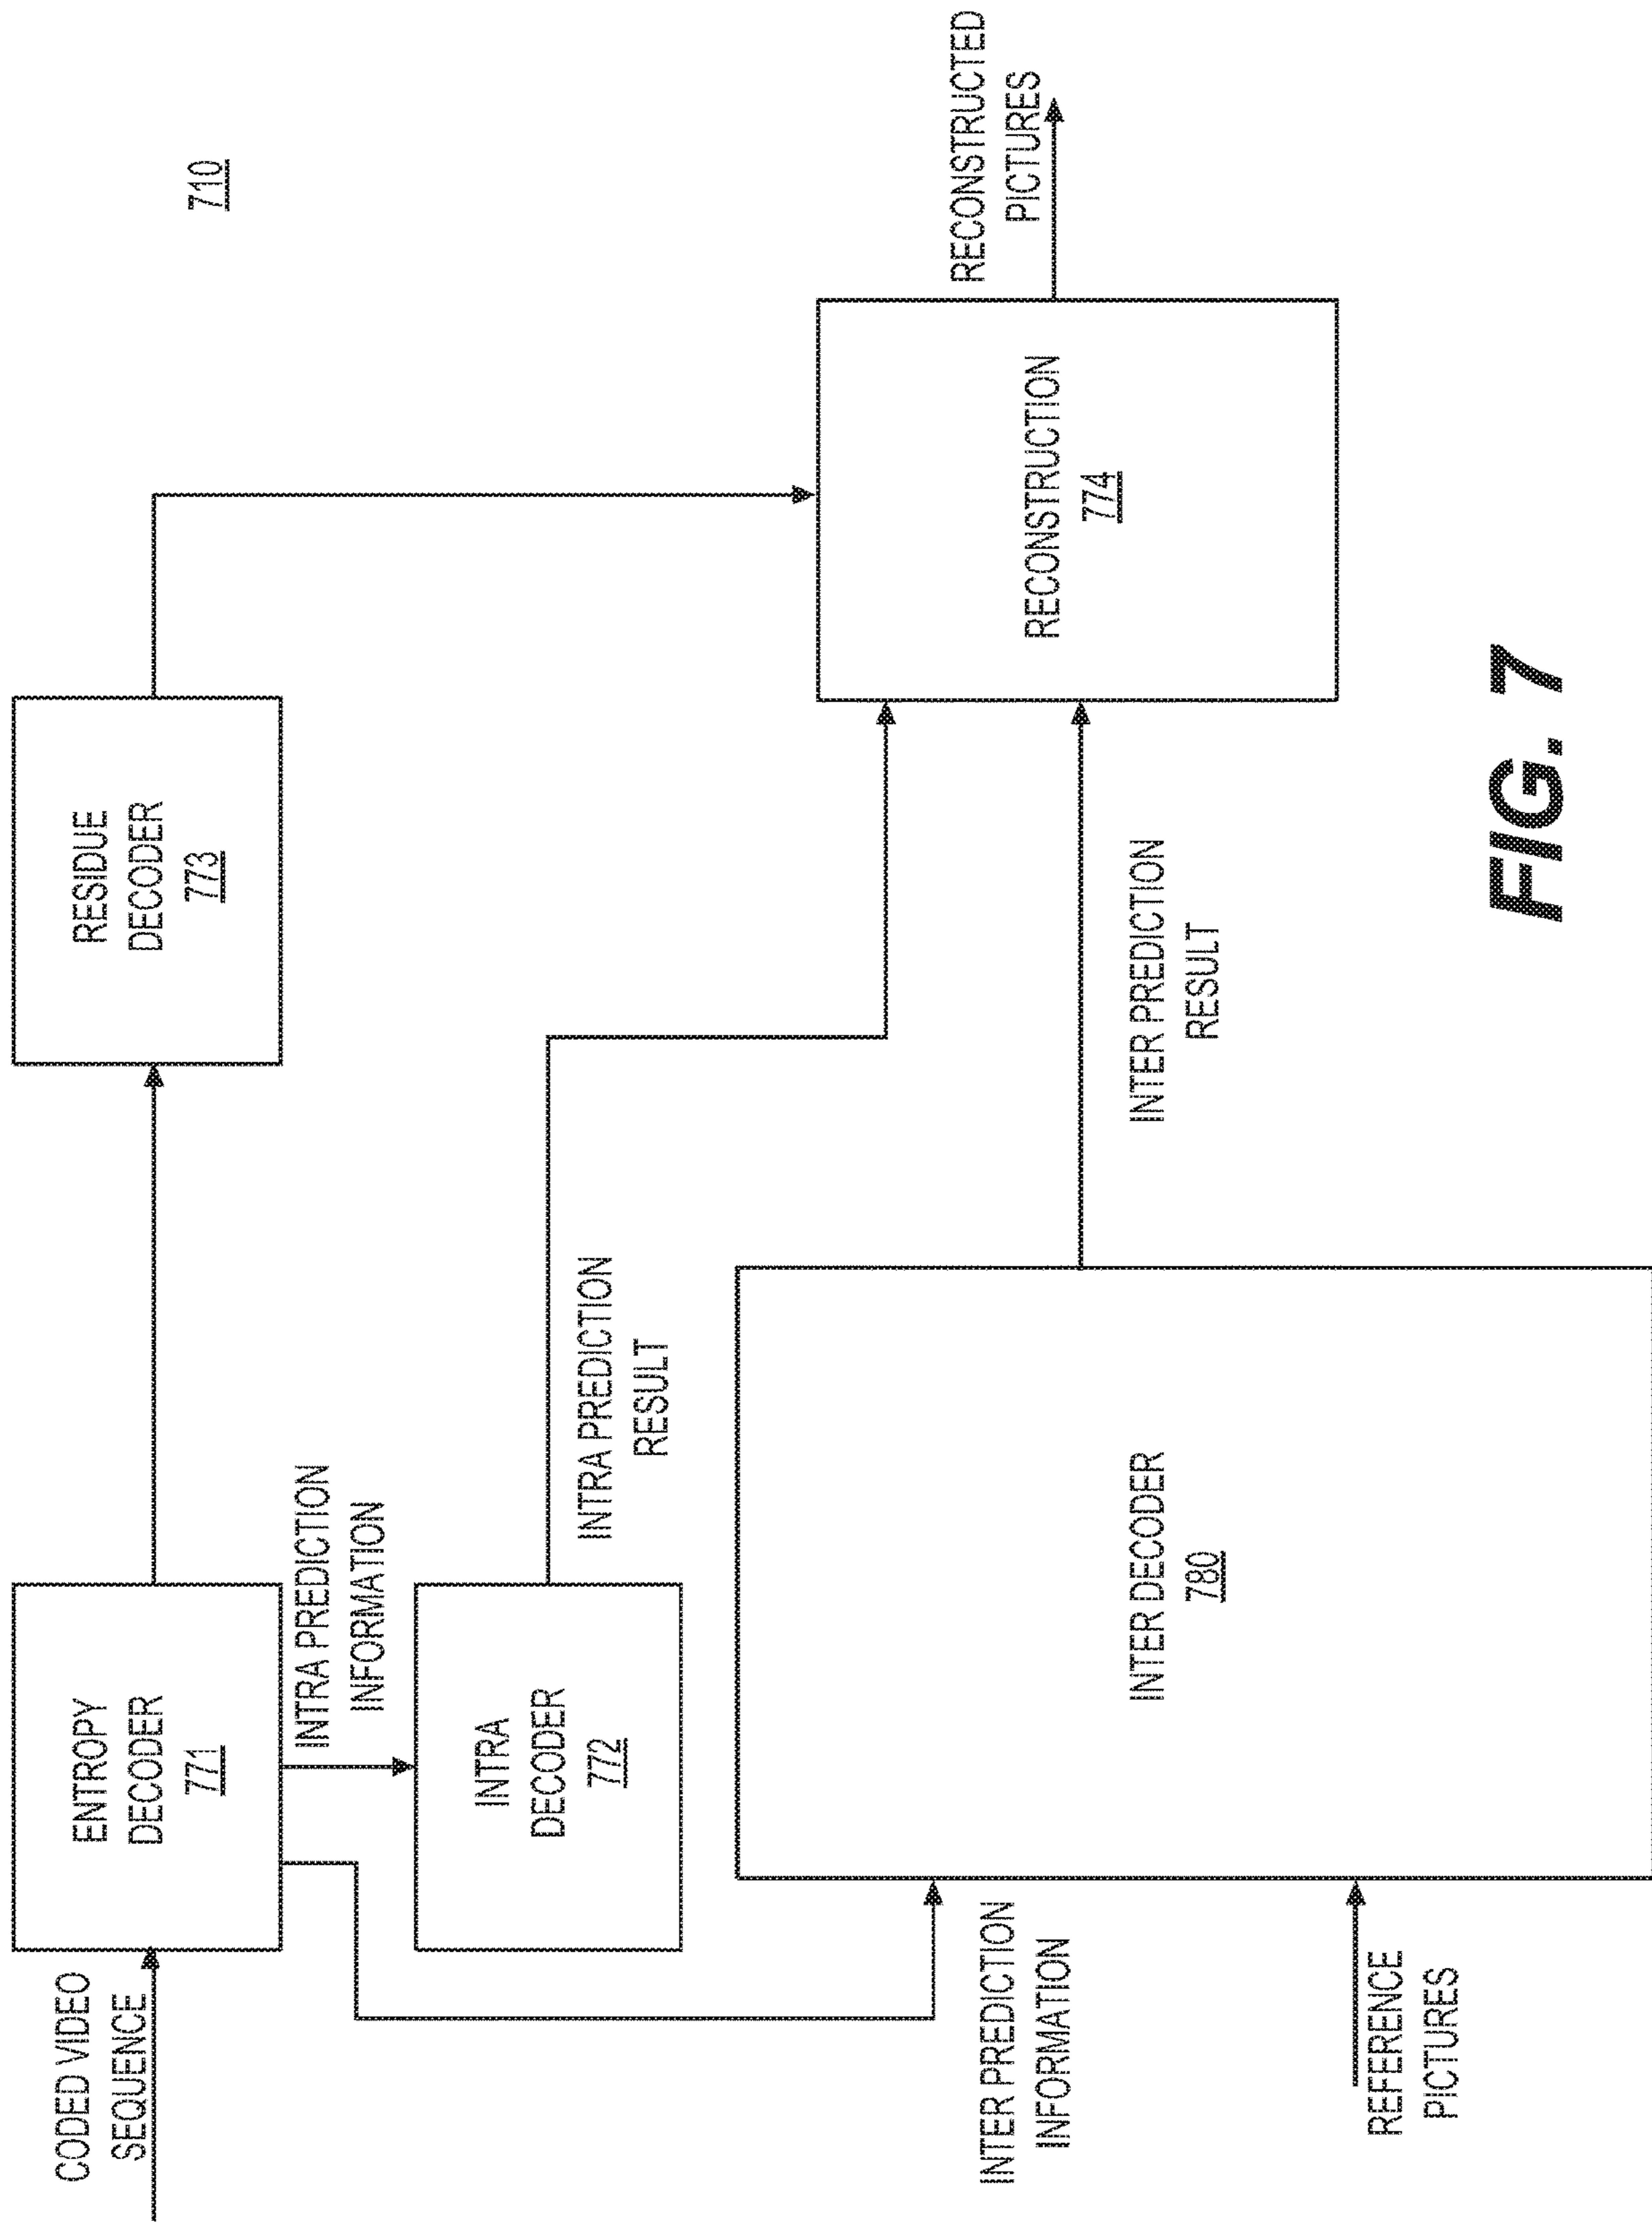 710
CODED VIDEO
SEQUENCE
ENTROPY
DECODER
771
RESIDUE
DECODER
773
INTRA PREDICTION
INFORMATION
INTRA
DECODER
772
INTRA PREDICTION
RESULT
RECONSTRUCTED
PICTURES
RECONSTRUCTION
774
INTER PREDICTION
INFORMATION
INTER DECODER
780
INTER PREDICTION
RESULT
REFERENCE
PICTURES
FIG. 7